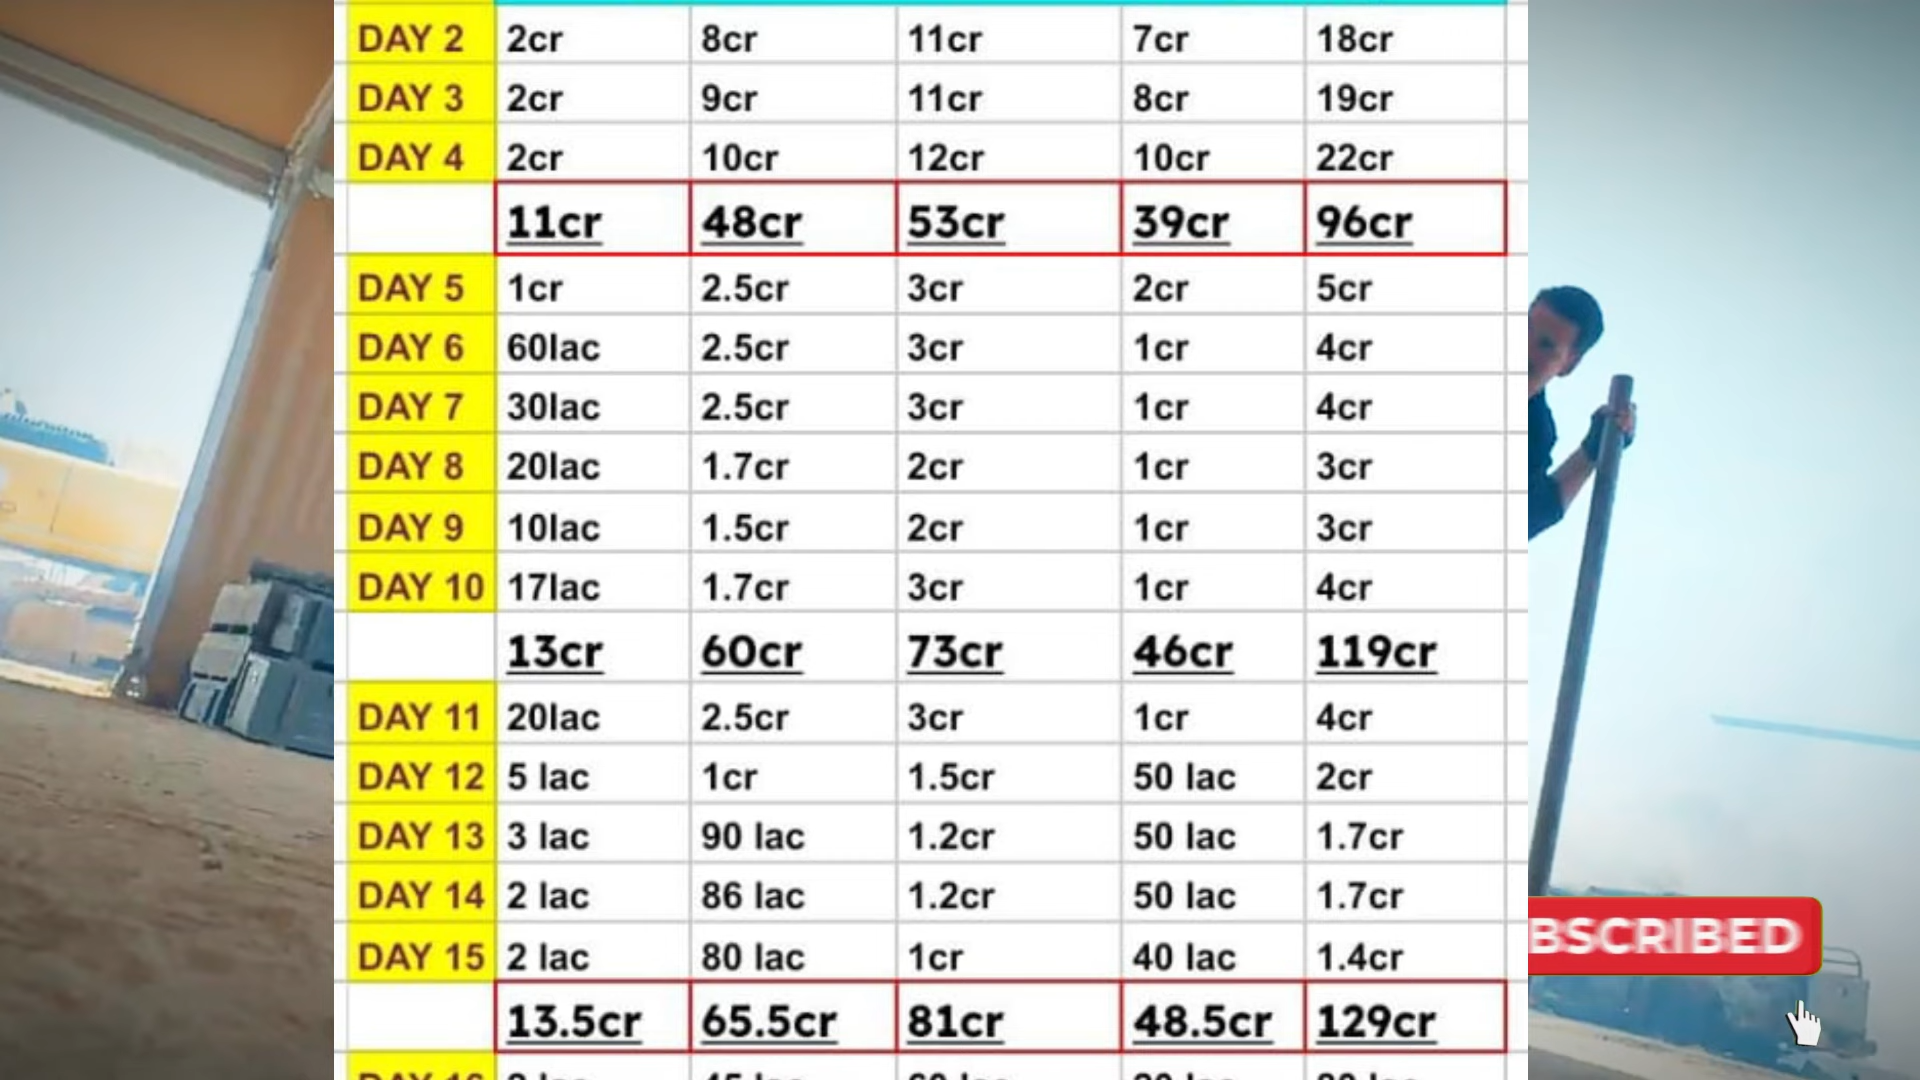 DAY 2 2cr 8cr 11cr 7cr 18cr
DAY 3 2cr 9cr 11cr 8cr 19cr
DAY 4 2cr 10cr 12cr 10cr 22cr
11cr 48cr 53cr 39cr 96cr
DAY 5 1cr 2.5cr 3cr 2cr 5cr
DAY 6 60lac 2.5cr 3cr 1cr 4cr
DAY 7 30lac 2.5cr 3cr 1cr 4cr
DAY 8 20lac 1.7cr 2cr 1cr 3cr
DAY 9 10lac 1.5cr 2cr 1cr 3cr
DAY 10 17lac 1.7cr 3cr 1cr 4cr
13cr 60cr 73cr 46cr 119cr
DAY 11 20lac 2.5cr 3cr 1cr 4cr
DAY 12 5 lac 1cr 1.5cr 50 lac 2cr
DAY 13 3 lac 90 lac 1.2cr 50 lac 1.7cr
DAY 14 2 lac 86 lac 1.2cr 50 lac 1.7cr
BSCRIBED
DAY 15 2 lac 80 lac 1cr 40 lac 1.4cr
13.5cr 65.5cr 81cr 48.5cr 129cr